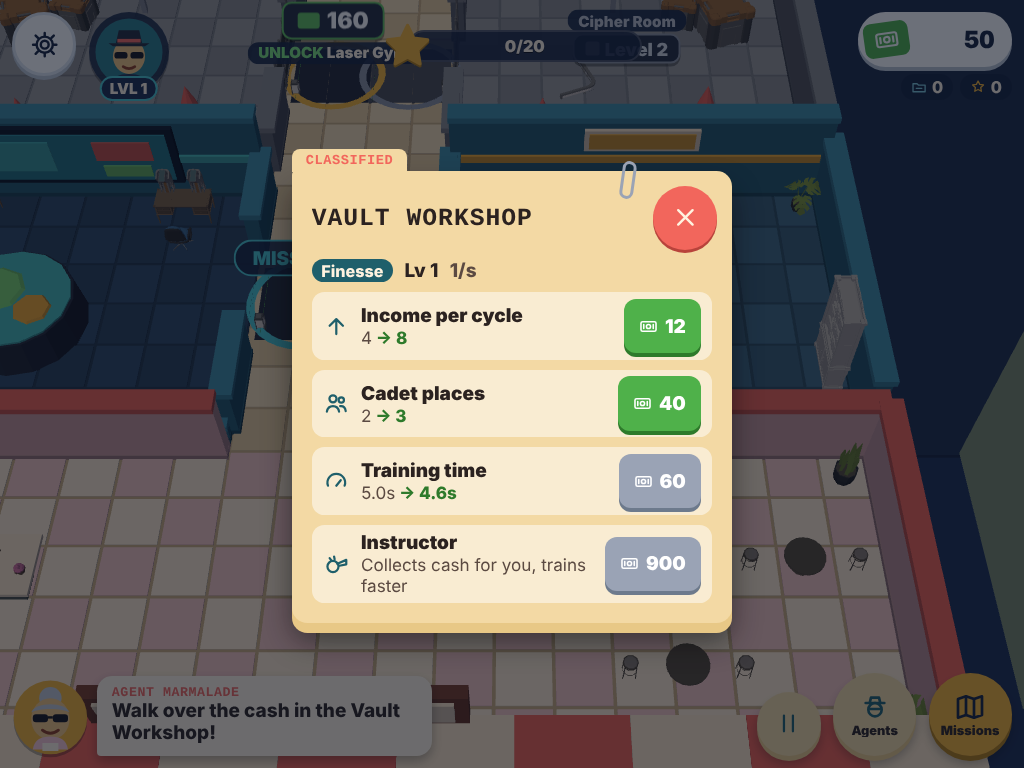 160
Cipher Room
50
UNLOCK Laser Gy
0/20
Level 2
LVL 1
0
0
CLASSIFIED
VAULT WORKSHOP
Finesse Lv 1 1/s
MISS
Income per cycle
4 → 8
12
Cadet places
2 → 3
40
Training time
5.0s → 4.6s
60
Instructor
Collects cash for you, trains
faster
900
AGENT MARMALADE
Walk over the cash in the Vault
Workshop!
Agents
Missions